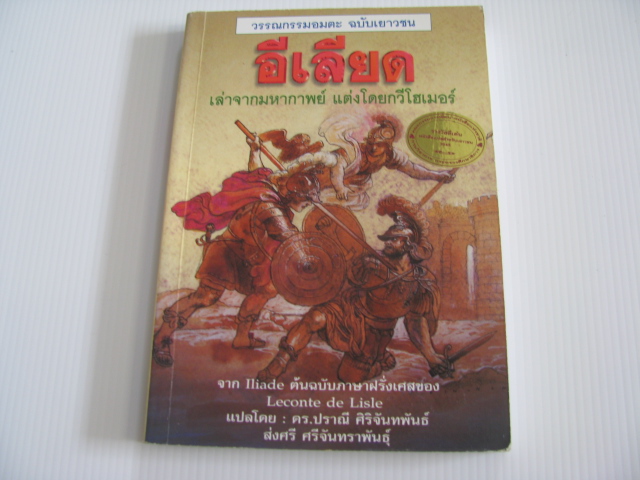 วรรณกรรมอมตะ ฉบับเยาวชน
อีเลียด
เล่าจากมหากาพย์ แต่งโดยกวีโฮเมอร์
จาก Iliade ต้นฉบับภาษาฝรั่งเศสของ
Leconte de Lisle
แปลโดย : ดร.ปราณี ศิริจันทพันธ์
ส่งศรี ศรีจันทราพันธุ์